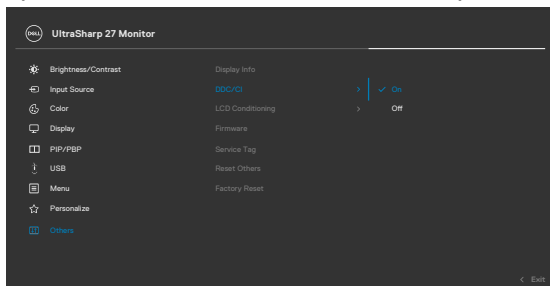 DELL UltraSharp 27 Monitor
Brightness/Contrast Display Info
Input Source DDC/CI > ✓ On
Color LCD Conditioning > Off
Display Firmware
PIP/PBP Service Tag
USB Reset Others
Menu Factory Reset
Personalize
Others
< Exit